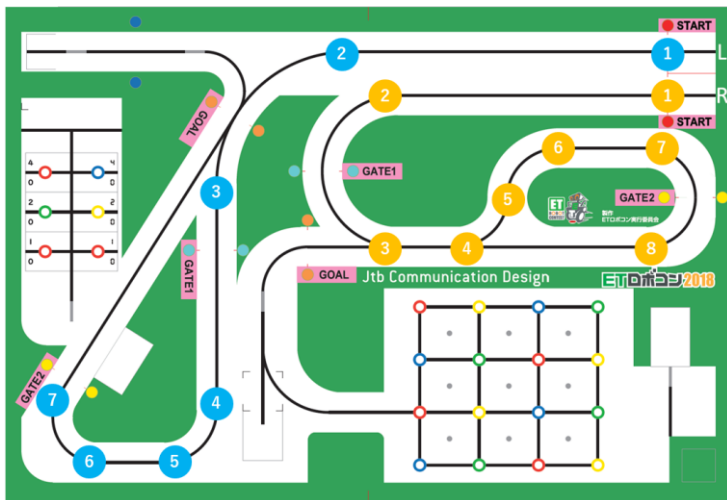 START
2
1
L
2
1
R
START
GOAL
6
7
GATE1
4
4
0
0
2
2
0
0
1
1
0
0
3
5
GATE2
ET
製作
ETロボコン実行委員会
GATE1
3
4
8
GOAL
Jtb Communication Design
ETロボコン2018
GATE2
7
4
6
5